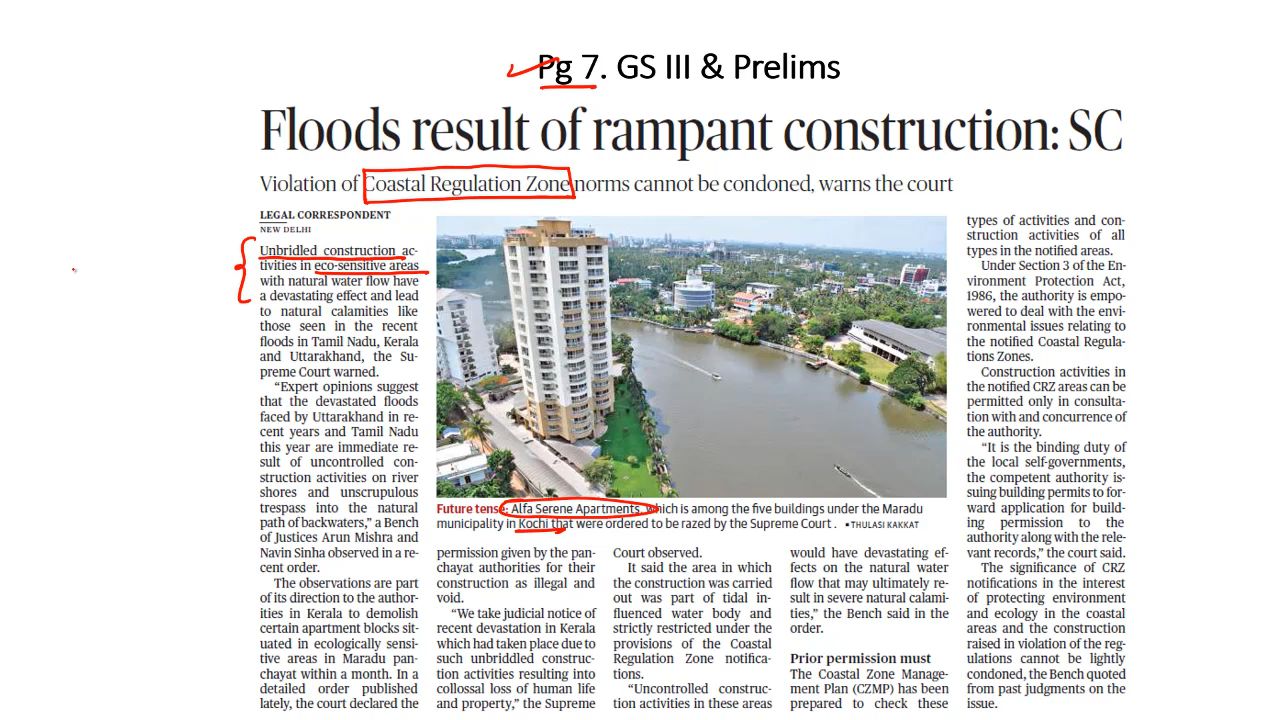 Pg 7. GS III & Prelims
Floods result of rampant construction: SC
Violation of Coastal Regulation Zone norms cannot be condoned, warns the court
LEGAL CORRESPONDENT
NEW DELHI
Unbridled construction ac-
tivities in eco-sensitive areas
with natural water flow have
a devastating effect and lead
to natural calamities like
those seen in the recent
floods in Tamil Nadu, Kerala
and Uttarakhand, the Su-
preme Court warned.
“Expert opinions suggest
that the devastated floods
faced by Uttarakhand in re-
cent years and Tamil Nadu
this year are immediate re-
sult of uncontrolled con-
struction activities on river
shores and unscrupulous
trespass into the natural
path of backwaters,” a Bench
of Justices Arun Mishra and
Navin Sinha observed in a re-
cent order.
The observations are part
of its direction to the author-
ities in Kerala to demolish
certain apartment blocks sit-
uated in ecologically sensi-
tive areas in Maradu pan-
chayat within a month. In a
detailed order published
lately, the court declared the
Future tense: Alfa Serene Apartments, which is among the five buildings under the Maradu
municipality in Kochi that were ordered to be razed by the Supreme Court. ▪THULASI KAKKAT
permission given by the pan-
chayat authorities for their
construction as illegal and
void.
“We take judicial notice of
recent devastation in Kerala
which had taken place due to
such unbriddled construc-
tion activities resulting into
collossal loss of human life
and property,” the Supreme
Court observed.
It said the area in which
the construction was carried
out was part of tidal in-
fluenced water body and
strictly restricted under the
provisions of the Coastal
Regulation Zone notifica-
tions.
“Uncontrolled construc-
tion activities in these areas
would have devastating ef-
fects on the natural water
flow that may ultimately re-
sult in severe natural calami-
ties,” the Bench said in the
order.
Prior permission must
The Coastal Zone Manage-
ment Plan (CZMP) has been
prepared to check these
types of activities and con-
struction activities of all
types in the notified areas.
Under Section 3 of the En-
vironment Protection Act,
1986, the authority is empo-
wered to deal with the envi-
ronmental issues relating to
the notified Coastal Regula-
tions Zones.
Construction activities in
the notified CRZ areas can be
permitted only in consulta-
tion with and concurrence of
the authority.
“It is the binding duty of
the local self-governments,
the competent authority is-
suing building permits to for-
ward application for build-
ing permission to the
authority along with the rele-
vant records,” the court said.
The significance of CRZ
notifications in the interest
of protecting environment
and ecology in the coastal
areas and the construction
raised in violation of the reg-
ulations cannot be lightly
condoned, the Bench quoted
from past judgments on the
issue.